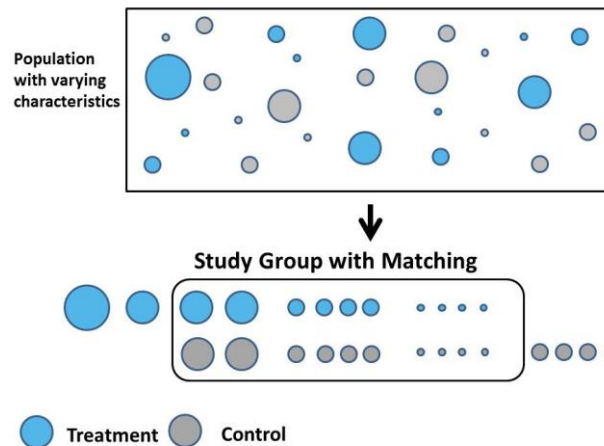 Population
with varying
characteristics
Study Group with Matching
Treatment
Control